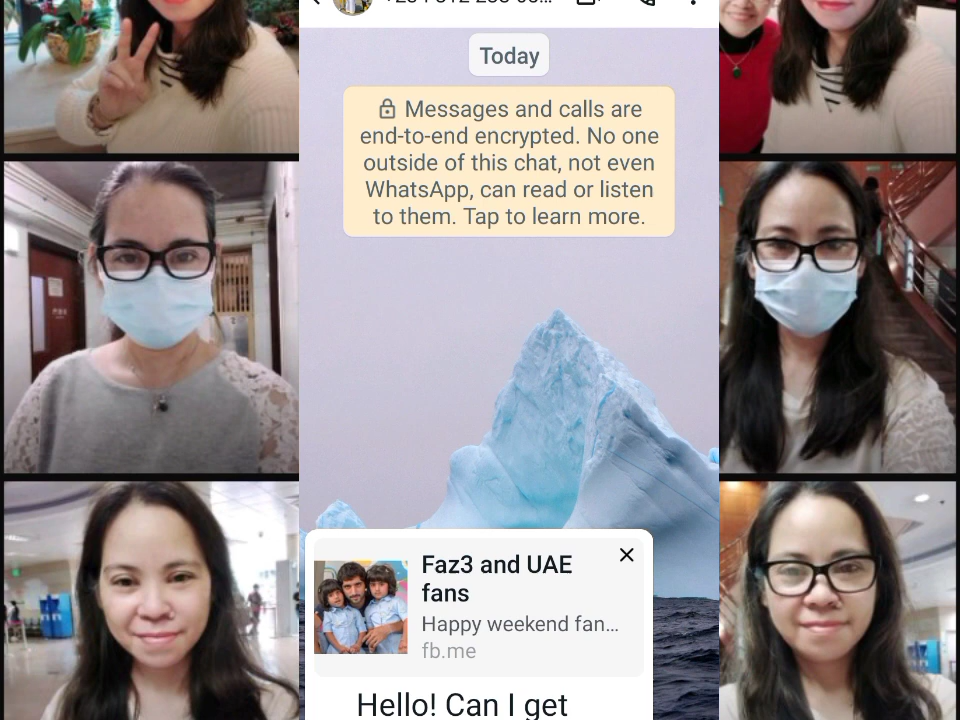 Today
Messages and calls are
end-to-end encrypted. No one
outside of this chat, not even
WhatsApp, can read or listen
to them. Tap to learn more.
Faz3 and UAE
fans
Happy weekend fan...
fb.me
Hello! Can I get